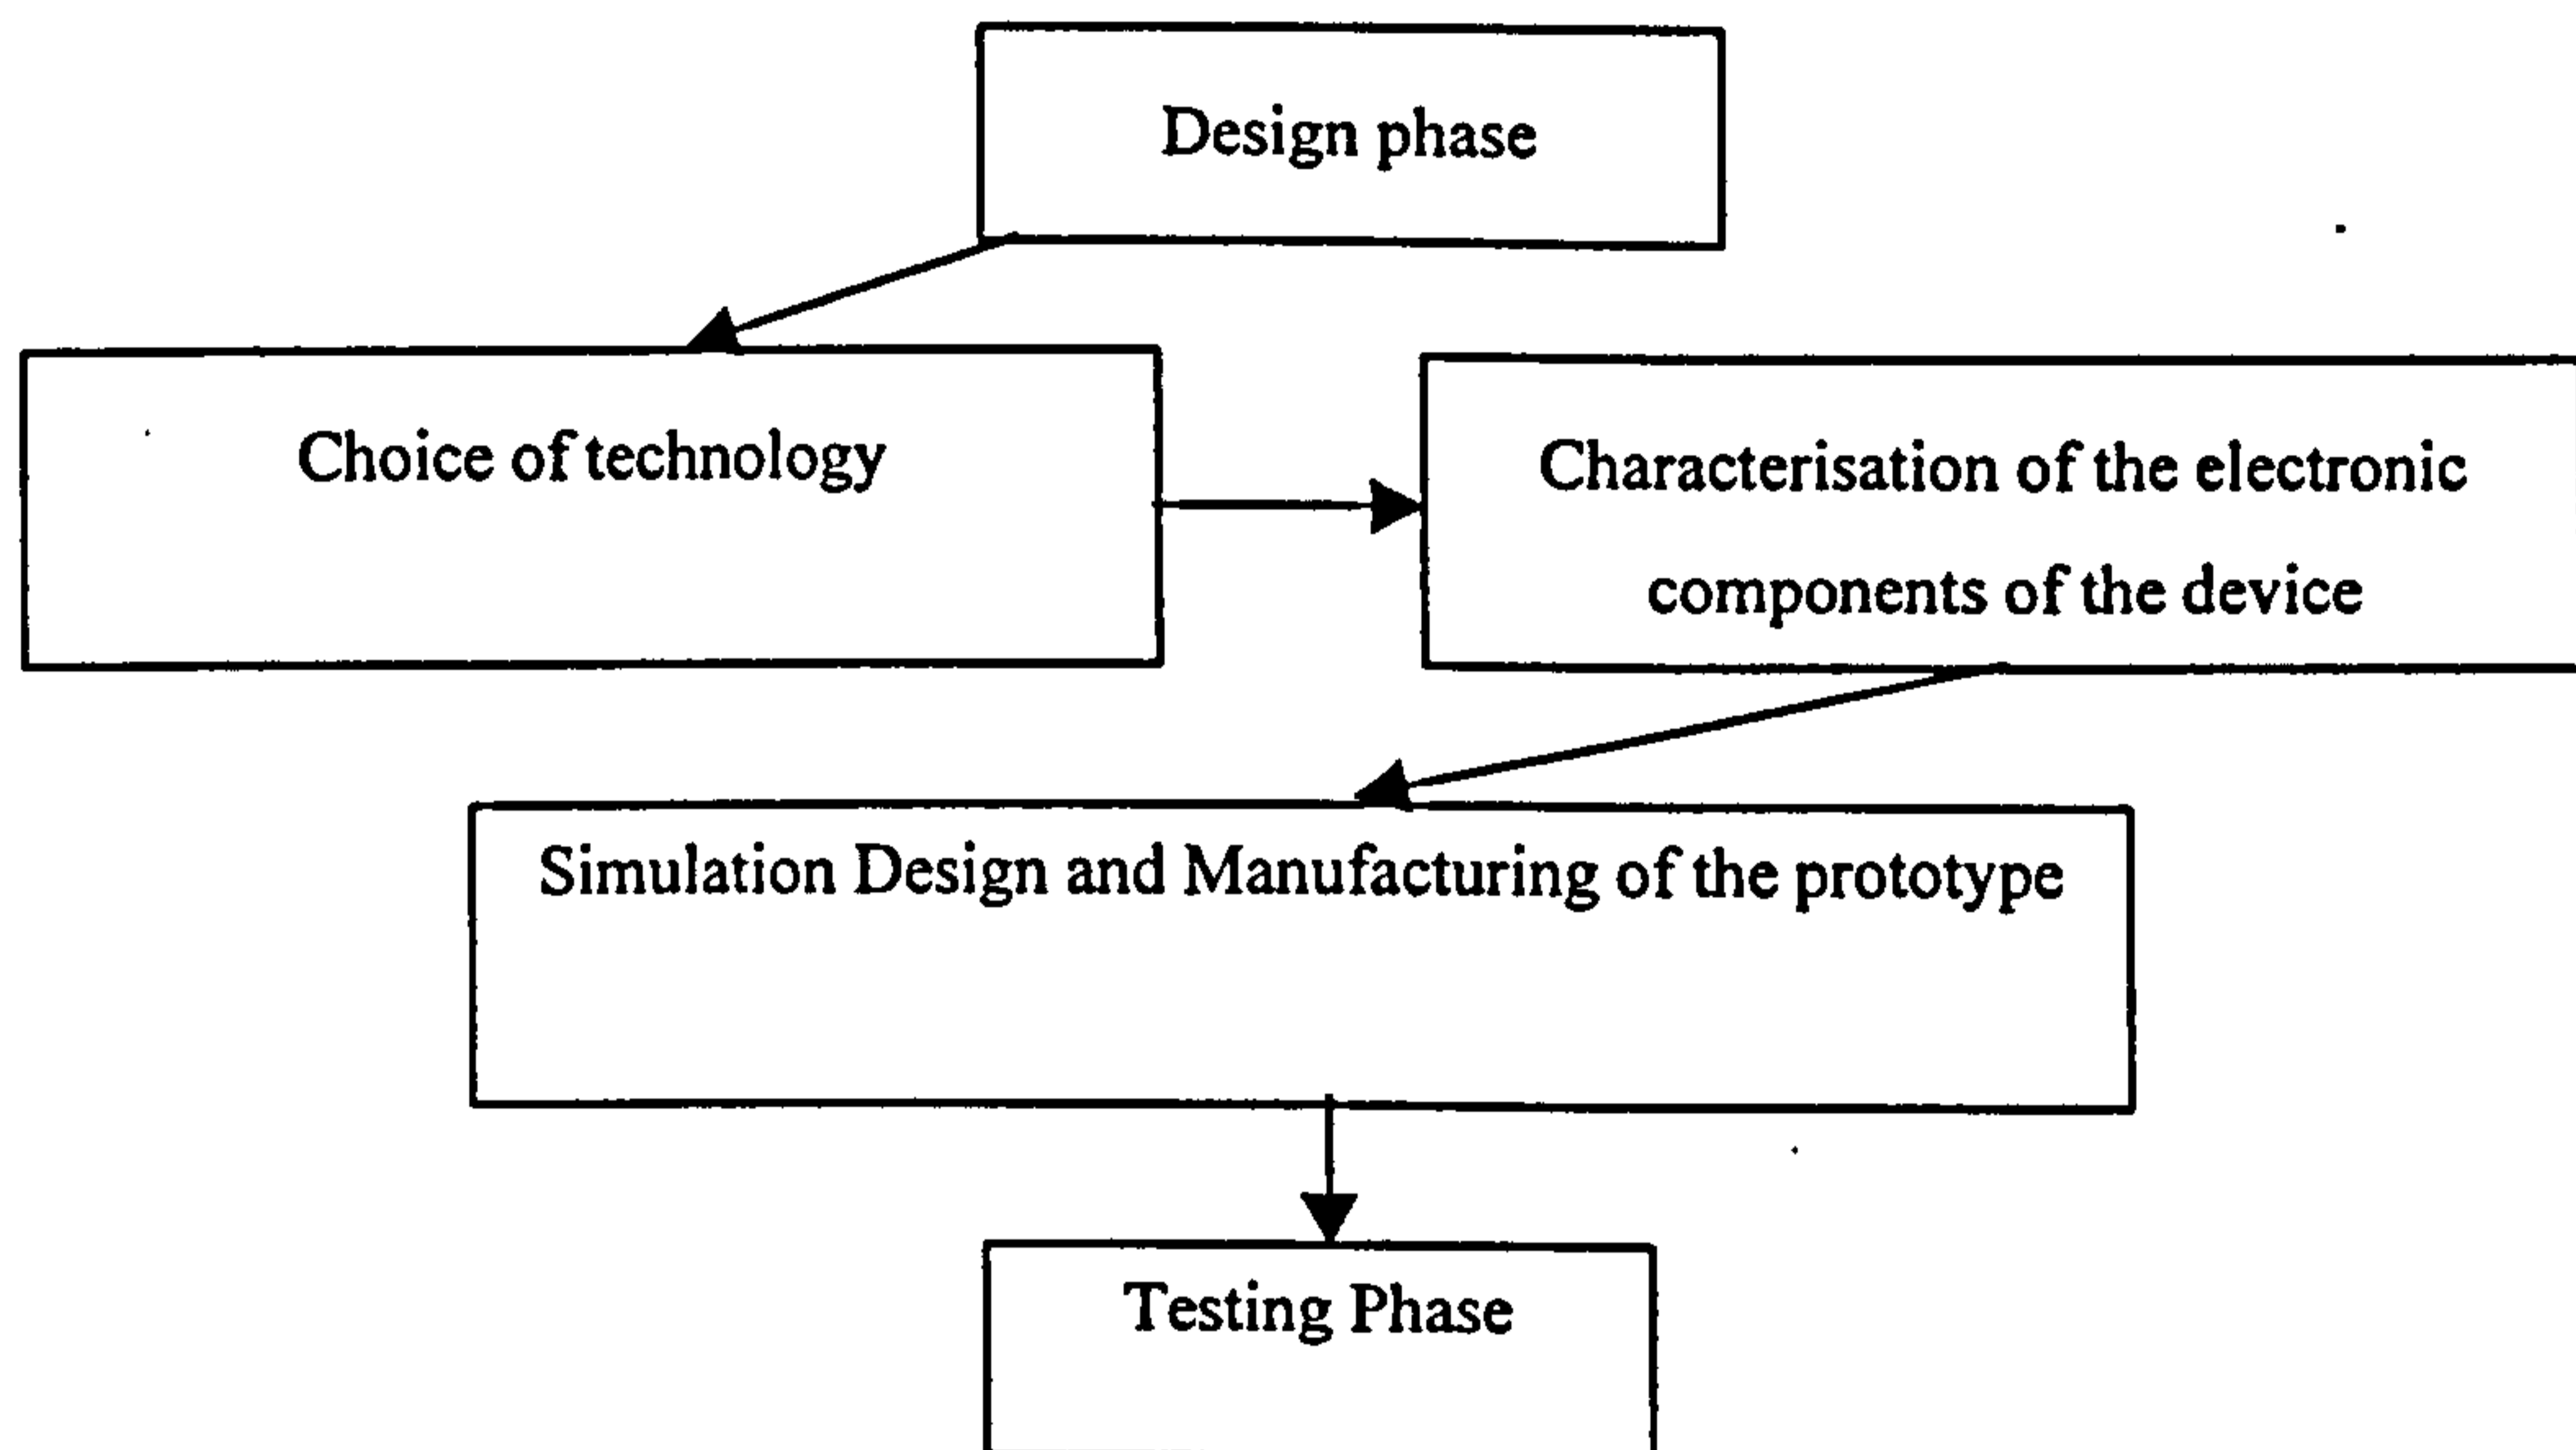 Design phase
Choice of technology
Characterisation of the electronic
components of the device
Simulation Design and Manufacturing of the prototype
Testing Phase